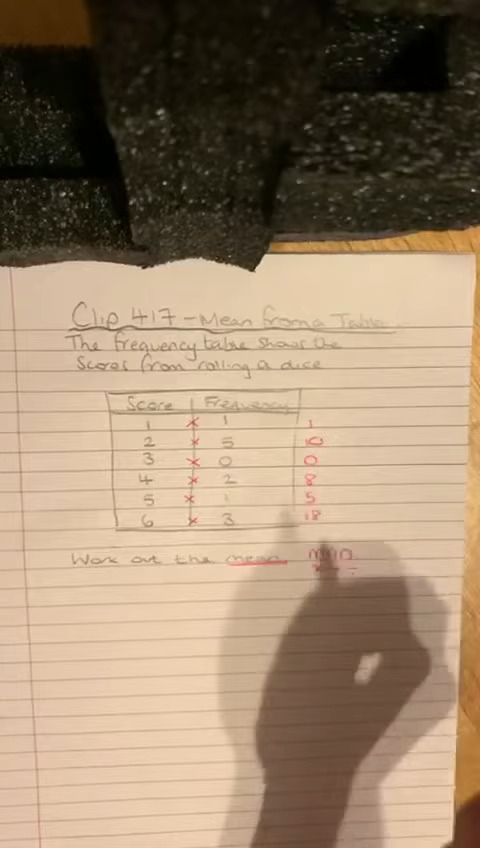 Clip 417 - Mean from a Table
The frequency table shows the
Scores from rolling a dice
Score Frequency
1 × 1 1
2 × 5 10
3 × 0 0
4 × 2 8
5 × 1 5
6 × 3 18
Work out the mean